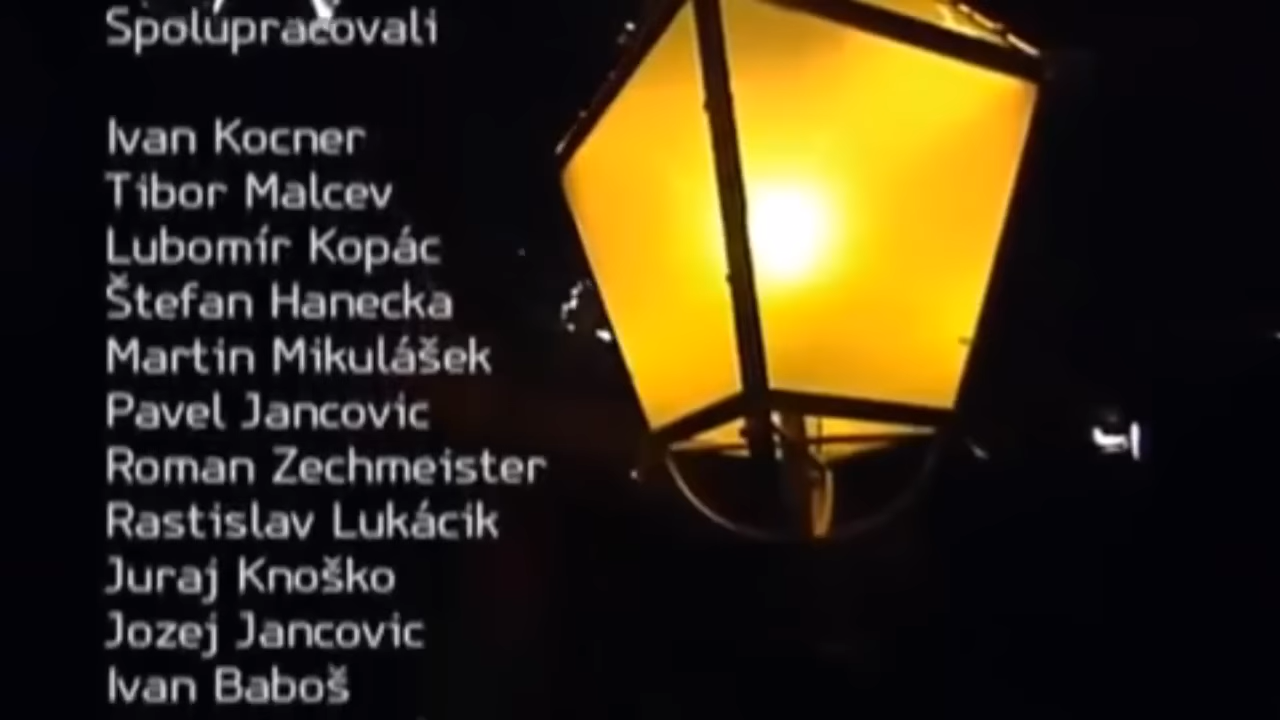 Spolupracovali
Ivan Kocner
Tibor Malcev
Lubomír Kopác
Štefan Hanecka
Martin Mikulášek
Pavel Jancovic
Roman Zechmeister
Rastislav Lukácik
Juraj Knoško
Jozej Jancovic
Ivan Baboš